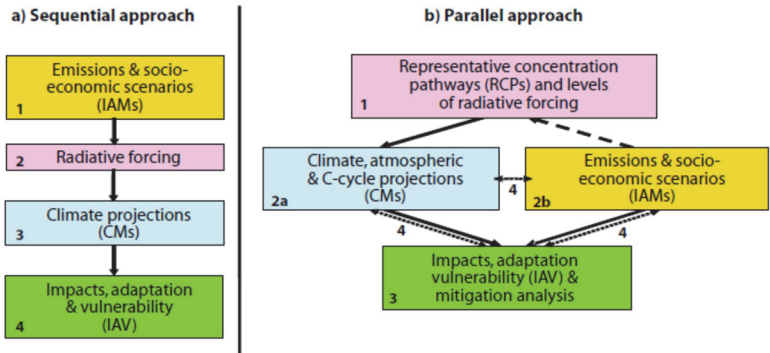 a) Sequential approach
Emissions & socio-
economic scenarios
(IAMs)
1
2 Radiative forcing
Climate projections
(CMs)
3
Impacts, adaptation
& vulnerability
(IAV)
4
b) Parallel approach
Representative concentration
pathways (RCPs) and levels
of radiative forcing
1
Climate, atmospheric
& C-cycle projections
(CMs)
2a
4
Emissions & socio-
economic scenarios
(IAMs)
2b
4
4
Impacts, adaptation
vulnerability (IAV) &
mitigation analysis
3